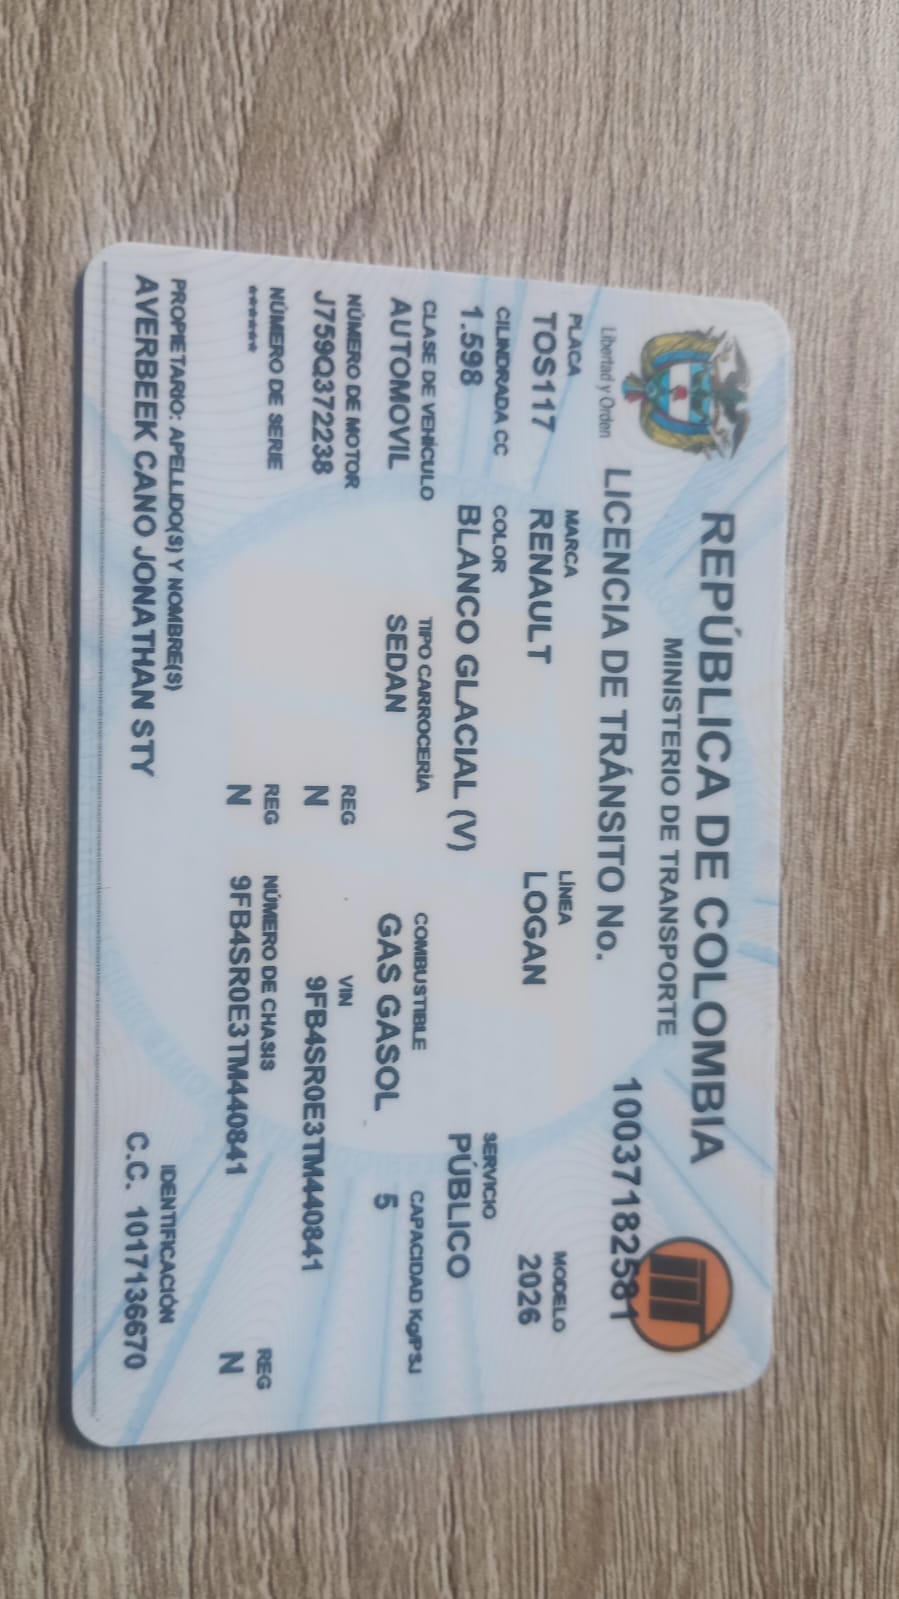 REPÚBLICA DE COLOMBIA
MINISTERIO DE TRANSPORTE
Libertad y Orden
LICENCIA DE TRÁNSITO No. 10037182581
PLACA MARCA LÍNEA MODELO
TOS117 RENAULT LOGAN 2026
CILINDRADA CC COLOR SERVICIO
1.598 BLANCO GLACIAL (V) PÚBLICO
CLASE DE VEHÍCULO TIPO CARROCERÍA COMBUSTIBLE CAPACIDAD Kg/PSJ
AUTOMOVIL SEDAN GAS GASOL 5
NÚMERO DE MOTOR REG VIN
J759Q372238 N 9FB4SR0E3TM440841
NÚMERO DE SERIE REG NÚMERO DE CHASIS REG
***** N 9FB4SR0E3TM440841 N
PROPIETARIO: APELLIDO(S) Y NOMBRE(S) IDENTIFICACIÓN
AVERBEEK CANO JONATHAN STY C.C. 1017136670